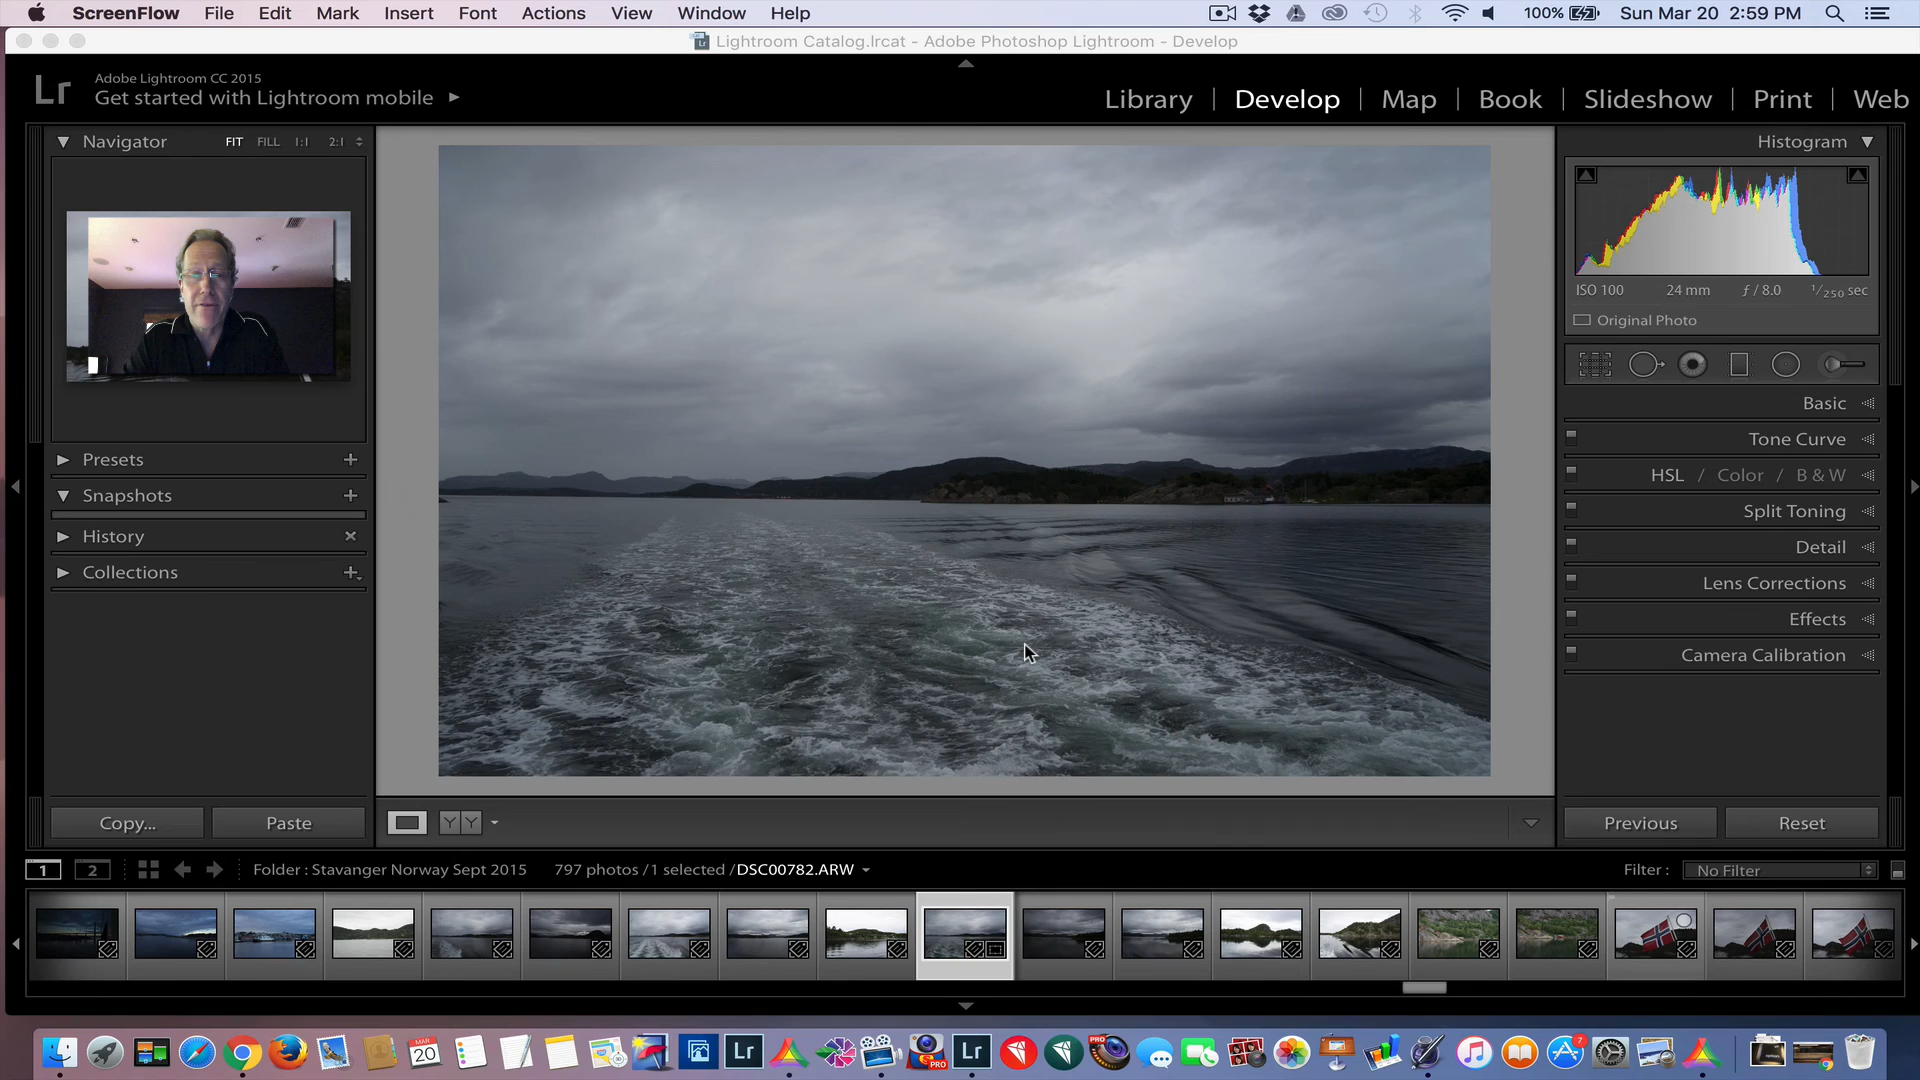 ScreenFlow File Edit Mark Insert Font Actions View Window Help 100% Sun Mar 20 2:59 PM
Lightroom Catalog.lrcat - Adobe Photoshop Lightroom - Develop
Lr Adobe Lightroom CC 2015
Get started with Lightroom mobile
Library | Develop | Map | Book | Slideshow | Print | Web
Navigator FIT FILL 1:1 2:1
Histogram
ISO 100 24 mm ƒ / 8.0 1/250 sec
Original Photo
Basic
Tone Curve
HSL / Color / B & W
Split Toning
Detail
Lens Corrections
Effects
Camera Calibration
Presets
Snapshots
History
Collections
Copy... Paste
Y Y
Previous Reset
1 2 Folder : Stavanger Norway Sept 2015 797 photos / 1 selected / DSC00782.ARW Filter : No Filter
MAR
20
Lr
PRO
Lr
PRO
7